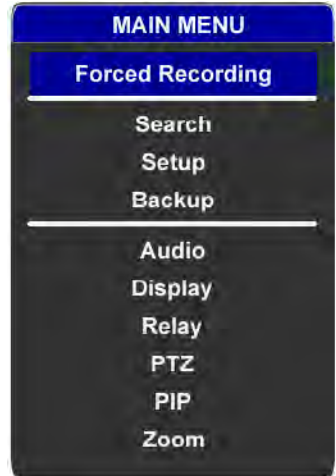 MAIN MENU
Forced Recording
Search
Setup
Backup
Audio
Display
Relay
PTZ
PIP
Zoom